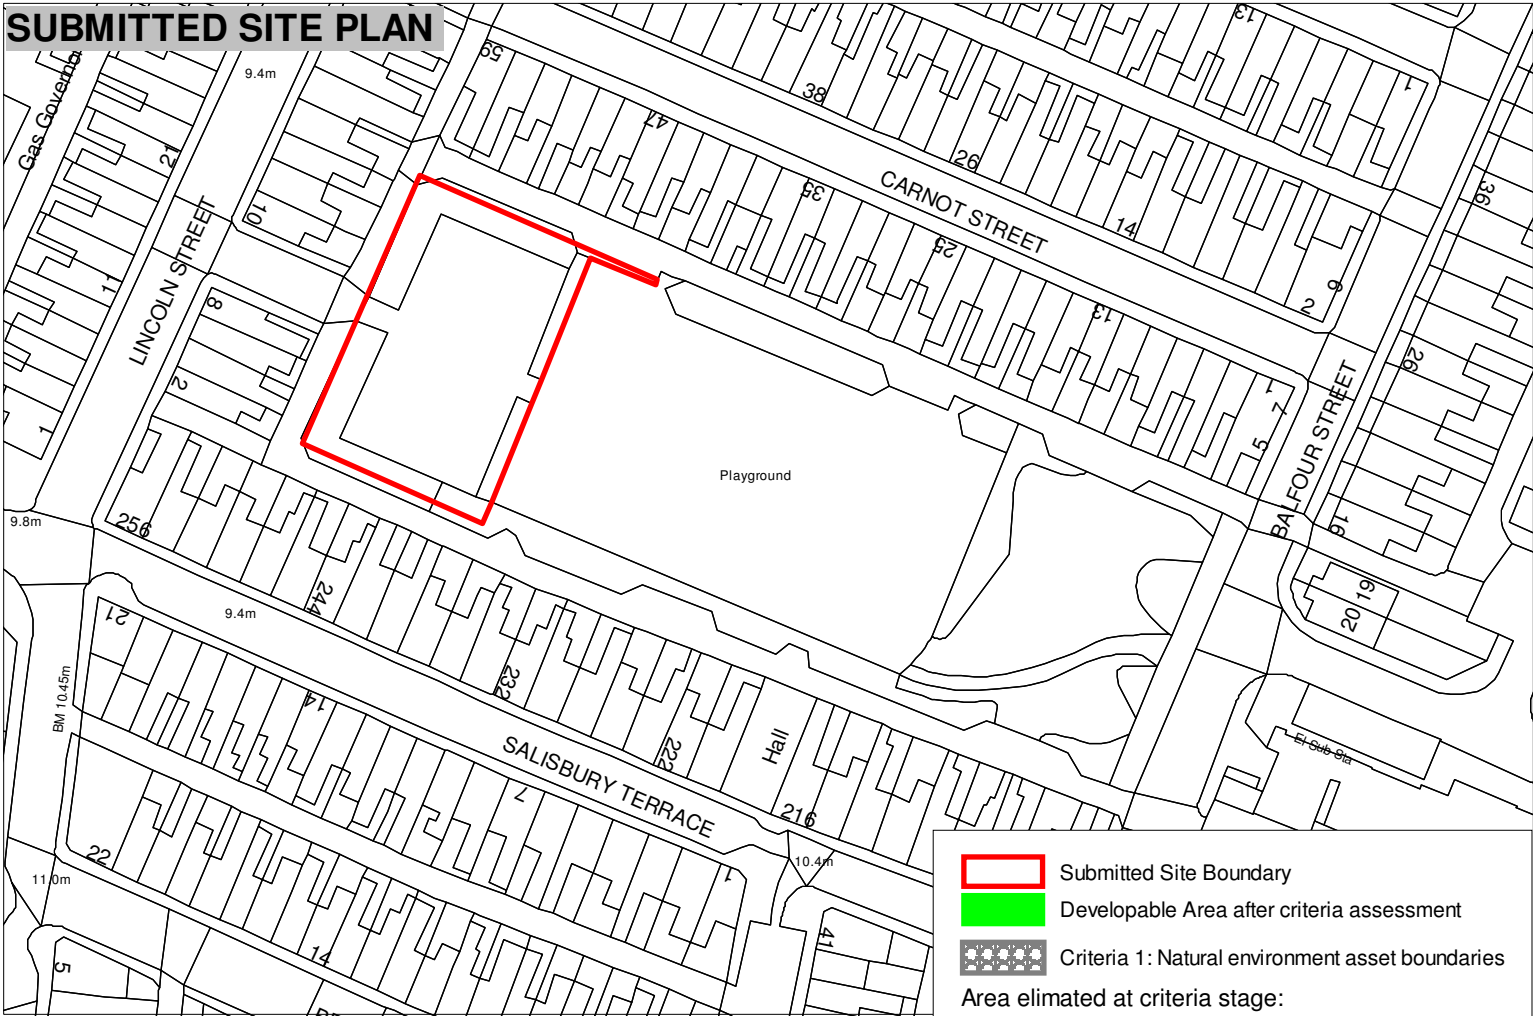 SUBMITTED SITE PLAN
Gas Governor
9.4m
59
13
1
38
47
21
26
36
35
CARNOT STREET
14
10
25
LINCOLN STREET
11
8
13
2
9
26
2
1
7
1
5
BALFOUR STREET
Playground
9.8m
256
16
244
9.4m
19
20
21
BM 10.45m
232
14
Hall
222
El Sub Sta
SALISBURY TERRACE
7
216
22
10.4m
11.0m
1
14
41
5
Submitted Site Boundary
Developable Area after criteria assessment
Criteria 1: Natural environment asset boundaries
Area elimated at criteria stage: